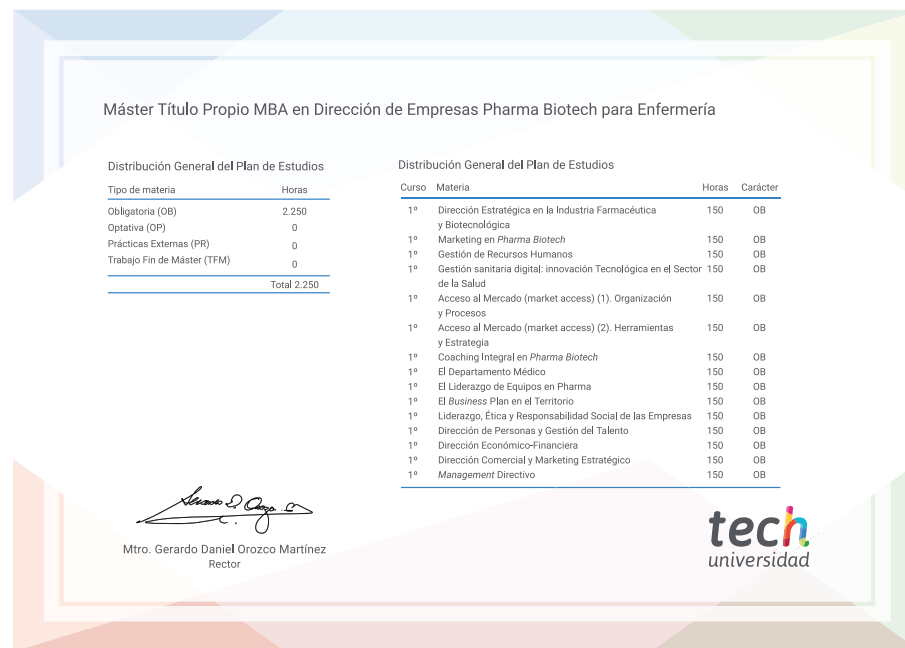 Máster Título Propio MBA en Dirección de Empresas Pharma Biotech para Enfermería
Distribución General del Plan de Estudios
Tipo de materia Horas
Obligatoria (OB) 2.250
Optativa (OP) 0
Prácticas Externas (PR) 0
Trabajo Fin de Máster (TFM) 0
Total 2.250
Distribución General del Plan de Estudios
Curso Materia Horas Carácter
1º Dirección Estratégica en la Industria Farmacéutica 150 OB
y Biotecnológica
1º Marketing en Pharma Biotech 150 OB
1º Gestión de Recursos Humanos 150 OB
1º Gestión sanitaria digital: innovación Tecnológica en el Sector 150 OB
de la Salud
1º Acceso al Mercado (market access) (1). Organización 150 OB
y Procesos
1º Acceso al Mercado (market access) (2). Herramientas 150 OB
y Estrategia
1º Coaching Integral en Pharma Biotech 150 OB
1º El Departamento Médico 150 OB
1º El Liderazgo de Equipos en Pharma 150 OB
1º El Business Plan en el Territorio 150 OB
1º Liderazgo, Ética y Responsabilidad Social de las Empresas 150 OB
1º Dirección de Personas y Gestión del Talento 150 OB
1º Dirección Económico-Financiera 150 OB
1º Dirección Comercial y Marketing Estratégico 150 OB
1º Management Directivo 150 OB
Mtro. Gerardo Daniel Orozco Martínez
Rector
tech
universidad